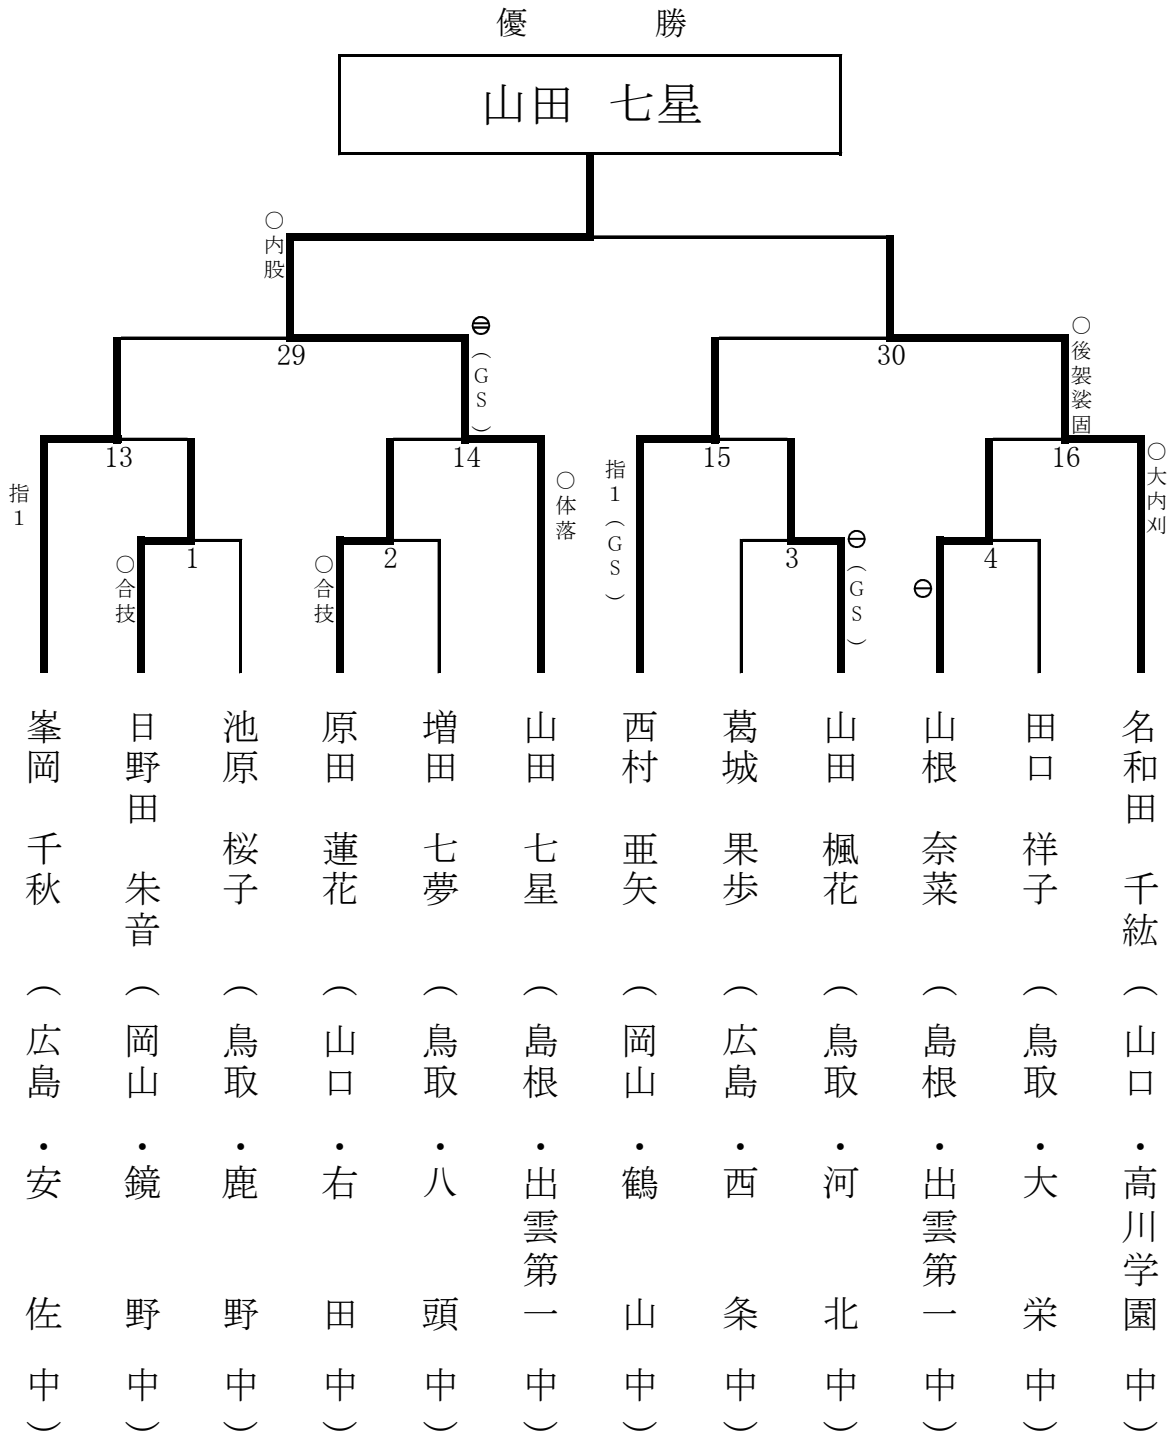 優 勝
山田 七星
○内股
29
⊖（GS）
30
○後袈裟固
指1
13
14
○体落
指1（GS）
15
16
○大内刈
○合技
1
○合技
2
3
⊖（GS）
⊖
4
峯岡 千秋（広島・安佐中）
日野田 朱音（岡山・鏡野中）
池原 桜子（鳥取・鹿野中）
原田 蓮花（山口・右田中）
増田 七夢（鳥取・八頭中）
山田 七星（島根・出雲第一中）
西村 亜矢（岡山・鶴山中）
葛城 果歩（広島・西条中）
山田 楓花（鳥取・河北中）
山根 奈菜（島根・出雲第一中）
田口 祥子（鳥取・大栄中）
名和田 千紘（山口・高川学園中）